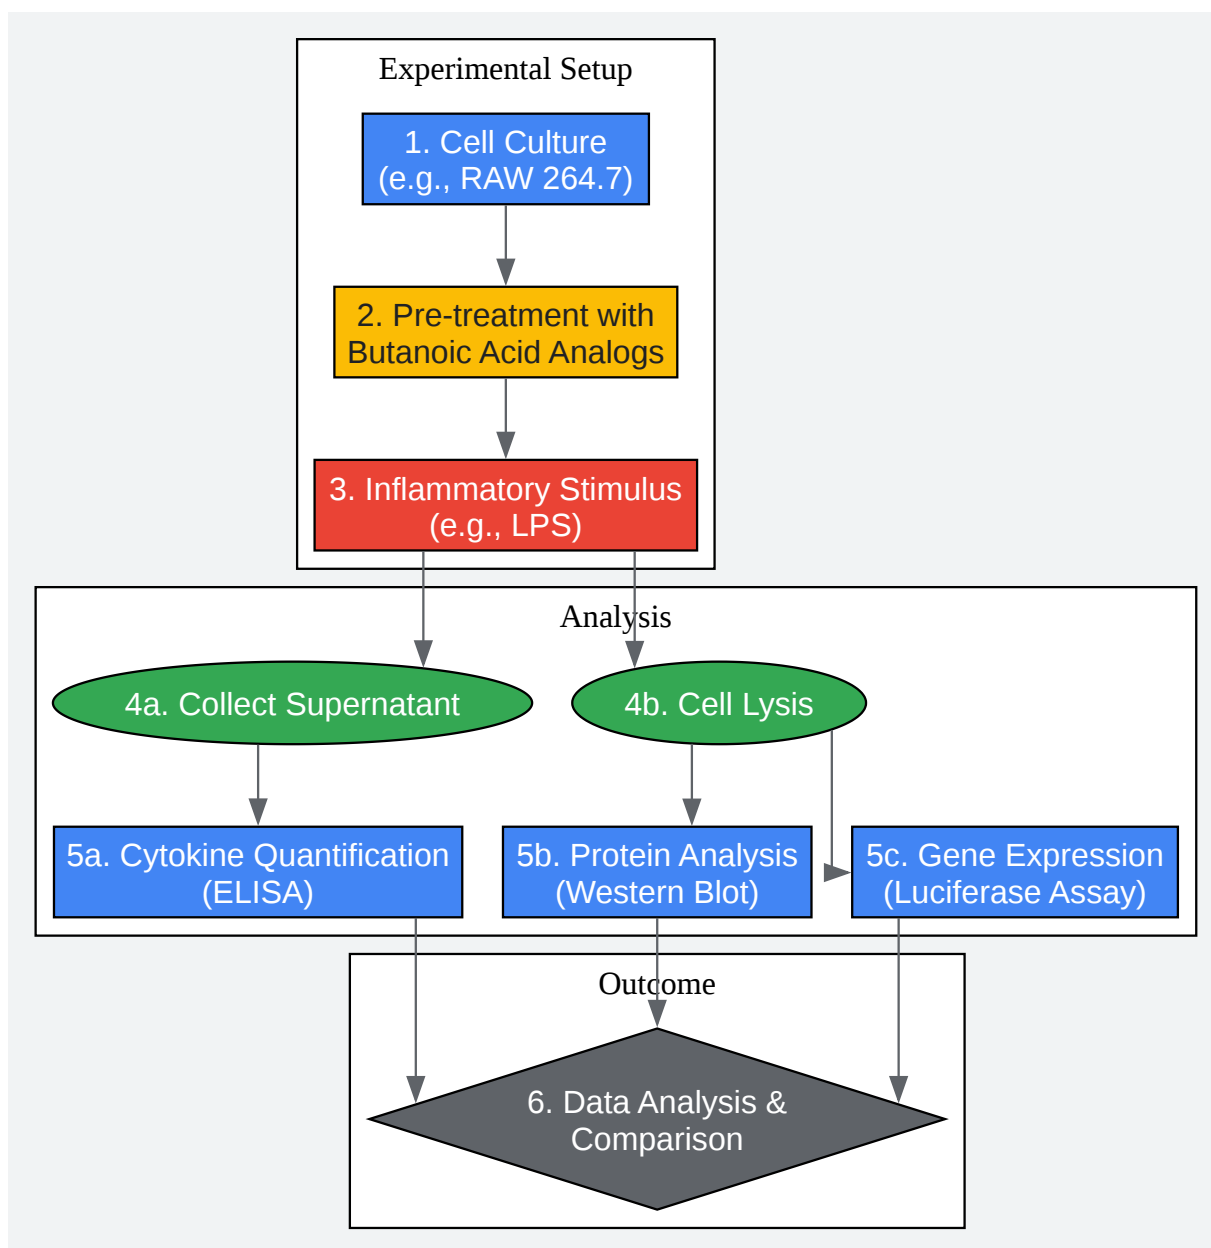 Experimental Setup
1. Cell Culture
(e.g., RAW 264.7)
2. Pre-treatment with
Butanoic Acid Analogs
3. Inflammatory Stimulus
(e.g., LPS)
Analysis
4a. Collect Supernatant
4b. Cell Lysis
5a. Cytokine Quantification
(ELISA)
5b. Protein Analysis
(Western Blot)
5c. Gene Expression
(Luciferase Assay)
Outcome
6. Data Analysis &
Comparison